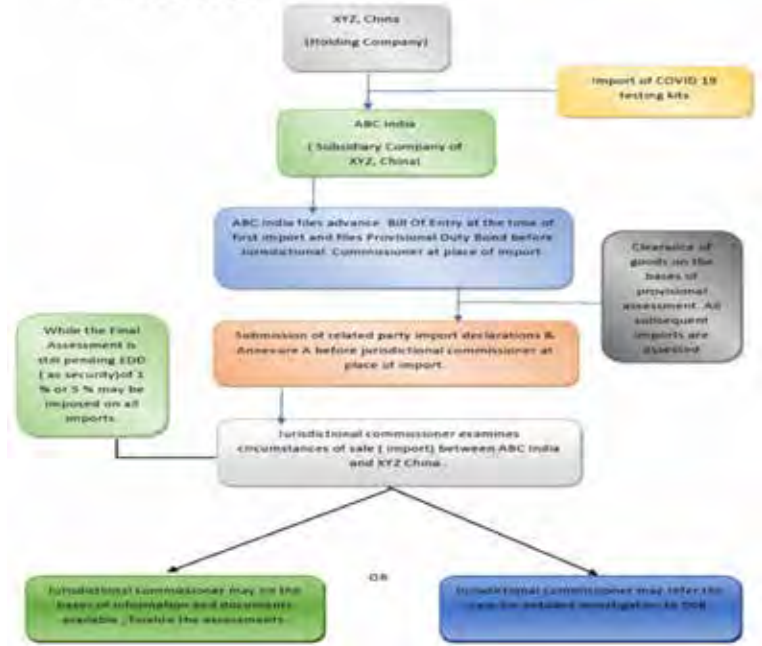 XYZ, China
(Holding Company)
Import of COVID 19
testing kits
ABC India
( Subsidiary Company of
XYZ, China)
ABC India files advance Bill Of Entry at the time of
first import and files Provisional Duty Bond before
Jurisdictional Commissioner at place of import
Clearance of
goods on the
bases of
provisional
assessment. All
subsequent
imports are
assessed
While the Final
Assessment is
still pending EDD
( as security)of 1
% or 5 % may be
imposed on all
imports
Submission of related party import declarations &
Annexure A before jurisdictional commissioner at
place of import
Jurisdictional commissioner examines
circumstances of sale ( import) between ABC India
and XYZ China.
Jurisdictional commissioner may on the
bases of information and documents
available , finalize the assessments
OR
Jurisdictional commissioner may refer the
case for detailed investigation to